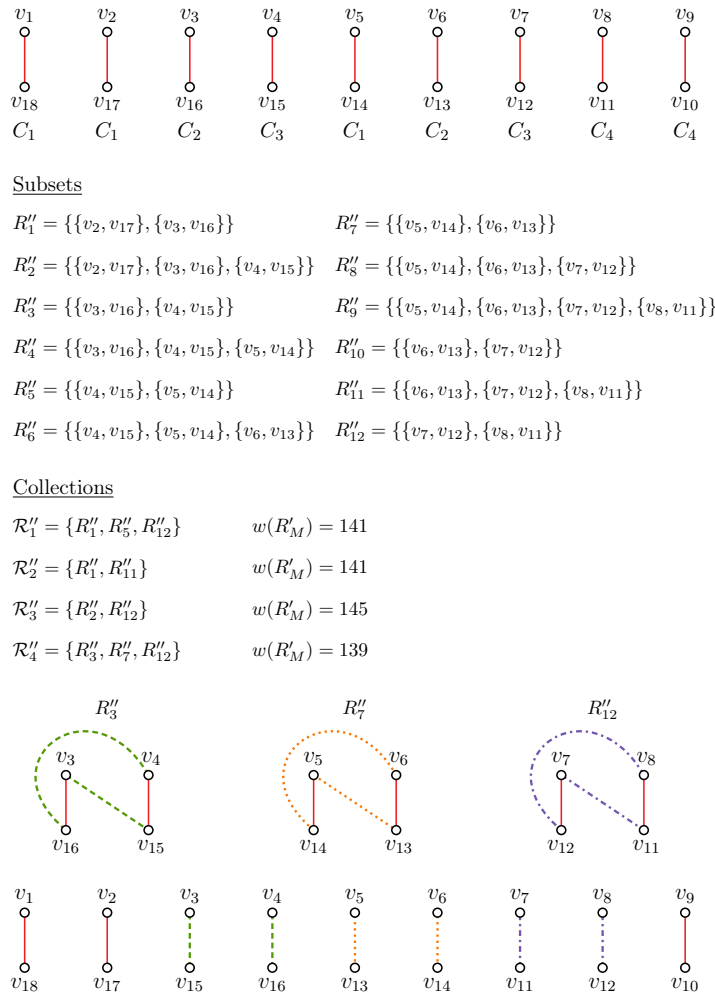 v₁ v₂ v₃ v₄ v₅ v₆ v₇ v₈ v₉
v₁₈ v₁₇ v₁₆ v₁₅ v₁₄ v₁₃ v₁₂ v₁₁ v₁₀
C₁ C₁ C₂ C₃ C₁ C₂ C₃ C₄ C₄
Subsets
R″₁ = {{v₂, v₁₇}, {v₃, v₁₆}} R″₇ = {{v₅, v₁₄}, {v₆, v₁₃}}
R″₂ = {{v₂, v₁₇}, {v₃, v₁₆}, {v₄, v₁₅}} R″₈ = {{v₅, v₁₄}, {v₆, v₁₃}, {v₇, v₁₂}}
R″₃ = {{v₃, v₁₆}, {v₄, v₁₅}} R″₉ = {{v₅, v₁₄}, {v₆, v₁₃}, {v₇, v₁₂}, {v₈, v₁₁}}
R″₄ = {{v₃, v₁₆}, {v₄, v₁₅}, {v₅, v₁₄}} R″₁₀ = {{v₆, v₁₃}, {v₇, v₁₂}}
R″₅ = {{v₄, v₁₅}, {v₅, v₁₄}} R″₁₁ = {{v₆, v₁₃}, {v₇, v₁₂}, {v₈, v₁₁}}
R″₆ = {{v₄, v₁₅}, {v₅, v₁₄}, {v₆, v₁₃}} R″₁₂ = {{v₇, v₁₂}, {v₈, v₁₁}}
Collections
ℛ″₁ = {R″₁, R″₅, R″₁₂} w(R′_M) = 141
ℛ″₂ = {R″₁, R″₁₁} w(R′_M) = 141
ℛ″₃ = {R″₂, R″₁₂} w(R′_M) = 145
ℛ″₄ = {R″₃, R″₇, R″₁₂} w(R′_M) = 139
R″₃ R″₇ R″₁₂
v₃ v₄ v₅ v₆ v₇ v₈
v₁₆ v₁₅ v₁₄ v₁₃ v₁₂ v₁₁
v₁ v₂ v₃ v₄ v₅ v₆ v₇ v₈ v₉
v₁₈ v₁₇ v₁₅ v₁₆ v₁₃ v₁₄ v₁₁ v₁₂ v₁₀